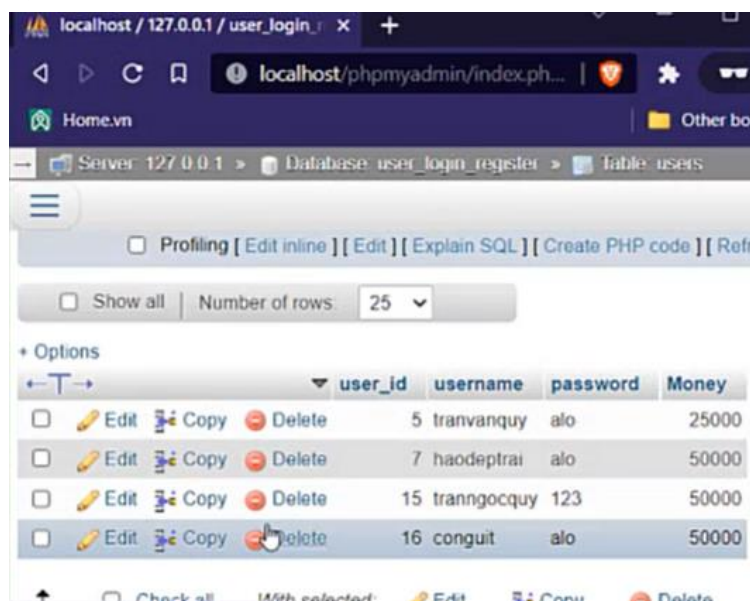 localhost / 127.0.0.1 / user_login_r
localhost/phpmyadmin/index.ph...
Home.vn
Other bo
Server: 127.0.0.1 » Database: user_login_register » Table: users
Profiling [ Edit inline ] [ Edit ] [ Explain SQL ] [ Create PHP code ] [ Refr
Show all | Number of rows: 25
+ Options
user_id username password Money
Edit Copy Delete 5 tranvanquy alo 25000
Edit Copy Delete 7 haodeptrai alo 50000
Edit Copy Delete 15 tranngocquy 123 50000
Edit Copy Delete 16 conguit alo 50000
Check all With selected: Edit Copy Delete